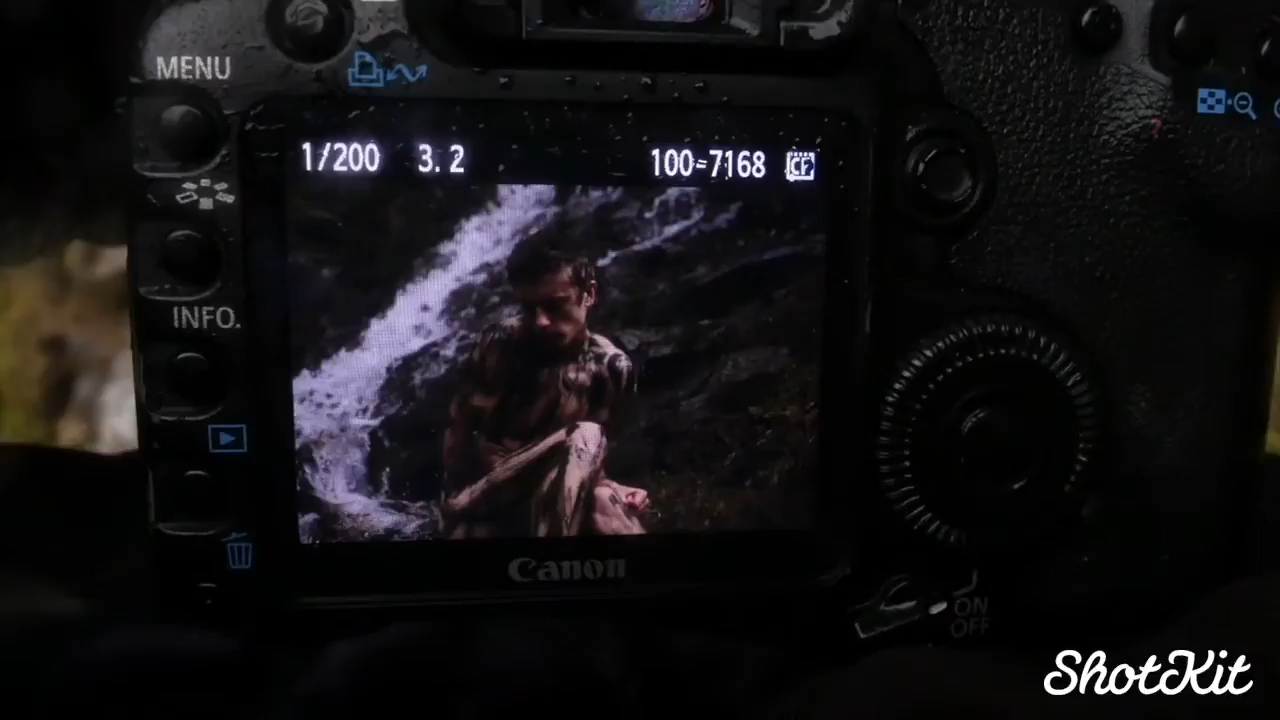 MENU
1/200 3.2 100-7168 CF
INFO.
Canon
ON
OFF
ShotKit